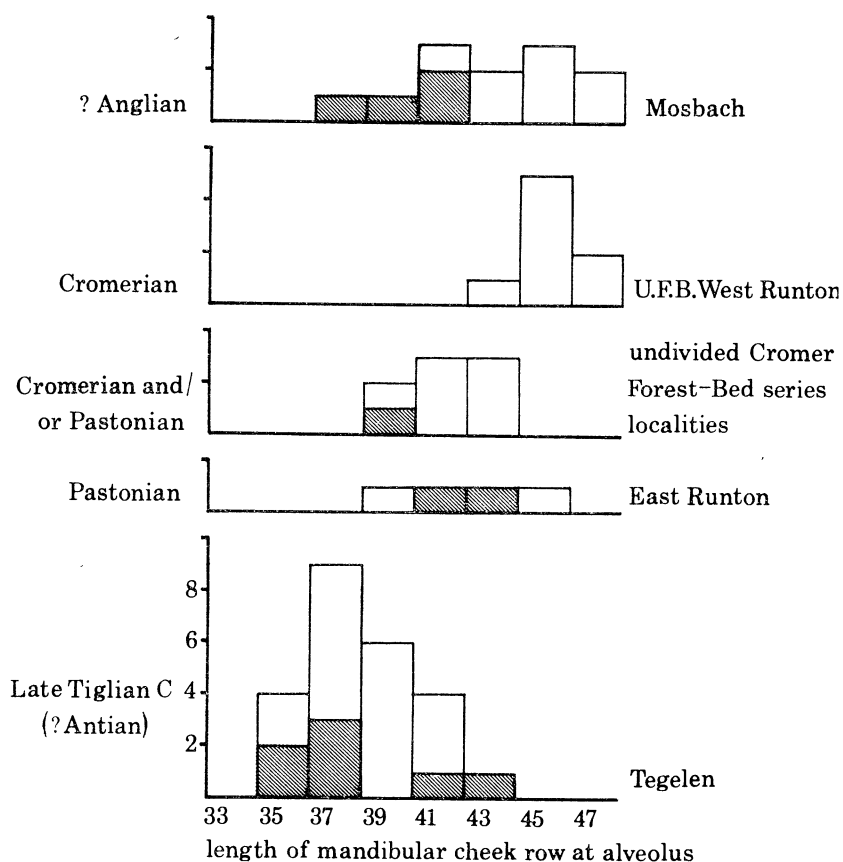 ? Anglian
Mosbach
Cromerian
U.F.B.West Runton
Cromerian and/
or Pastonian
undivided Cromer
Forest-Bed series
localities
Pastonian
East Runton
8
6
Late Tiglian C 4
(?Antian)
2
Tegelen
33 35 37 39 41 43 45 47
length of mandibular cheek row at alveolus